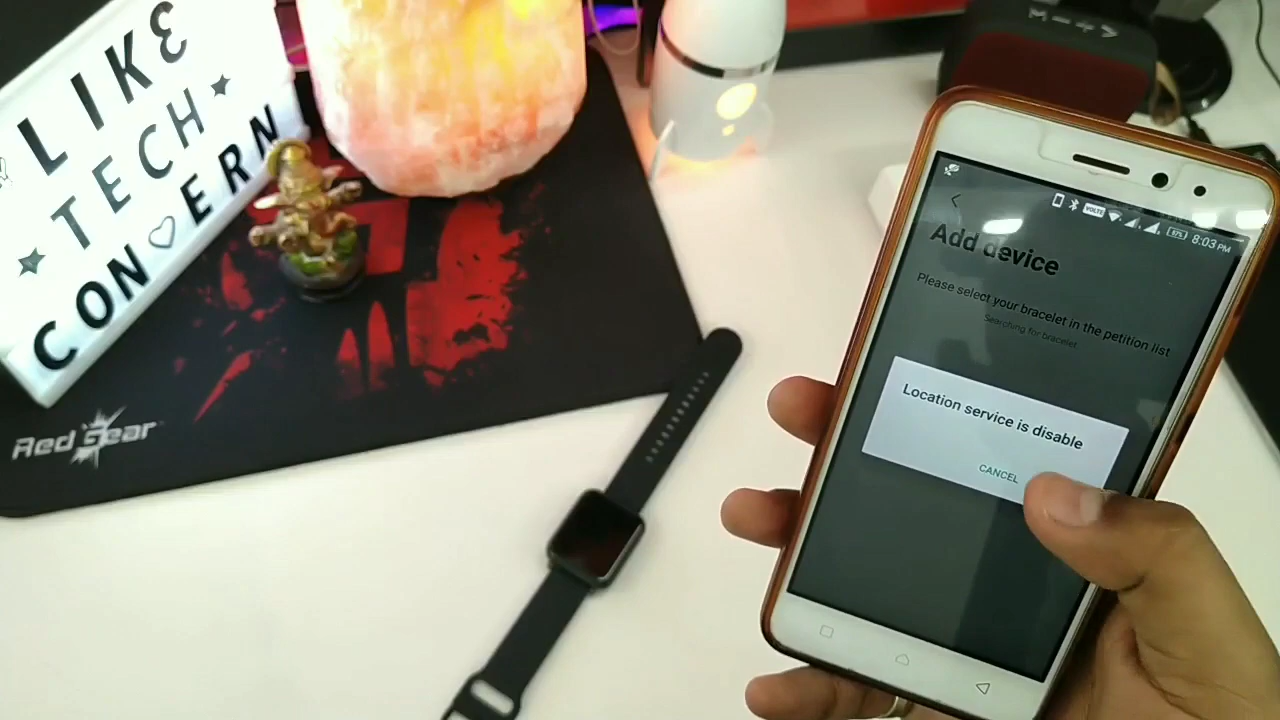 LIKE
TECH
CONERN
Red Gear
8:03 PM
Add device
Please select your bracelet in the petition list
Searching for bracelet
Location service is disable
CANCEL